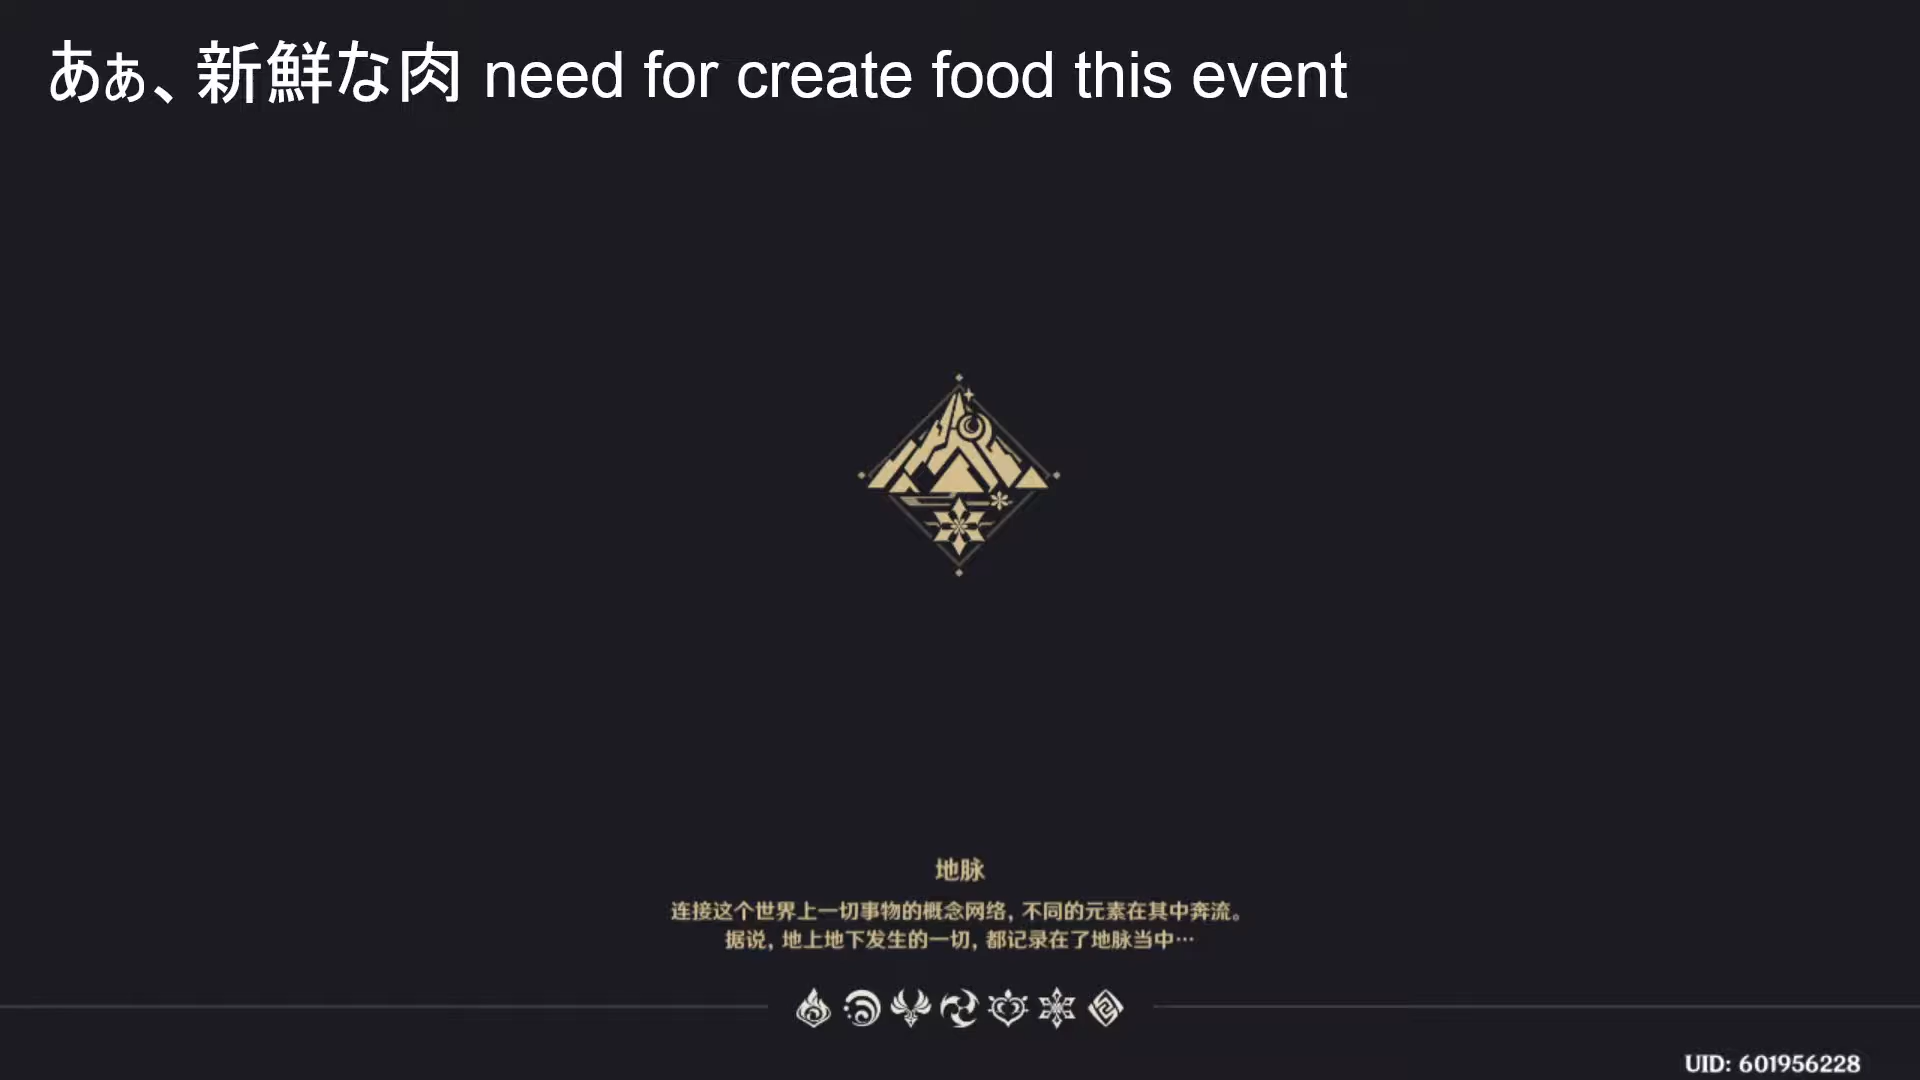 あぁ、新鮮な肉 need for create food this event
地脉
连接这个世界上一切事物的概念网络，不同的元素在其中奔流。
据说，地上地下发生的一切，都记录在了地脉当中…
UID: 601956228